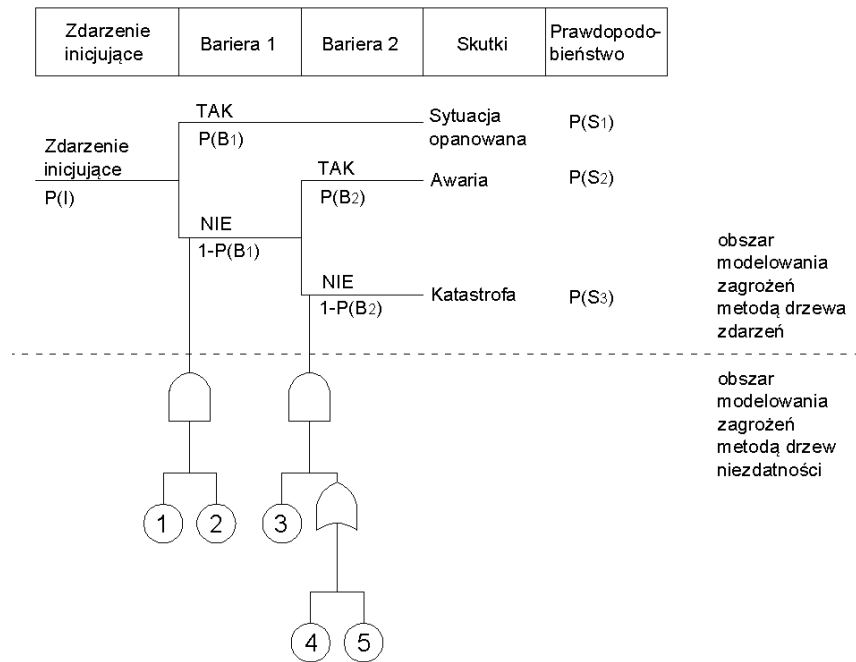 Zdarzenie
inicjujące
Bariera 1
Bariera 2
Skutki
Prawdopodo-
bieństwo
TAK
P(B1)
Sytuacja
opanowana
P(S1)
Zdarzenie
inicjujące
P(I)
TAK
P(B2)
Awaria
P(S2)
NIE
1-P(B1)
NIE
1-P(B2)
Katastrofa
P(S3)
obszar
modelowania
zagrożeń
metodą drzewa
zdarzeń
obszar
modelowania
zagrożeń
metodą drzew
niezdatności
1
2
3
4
5